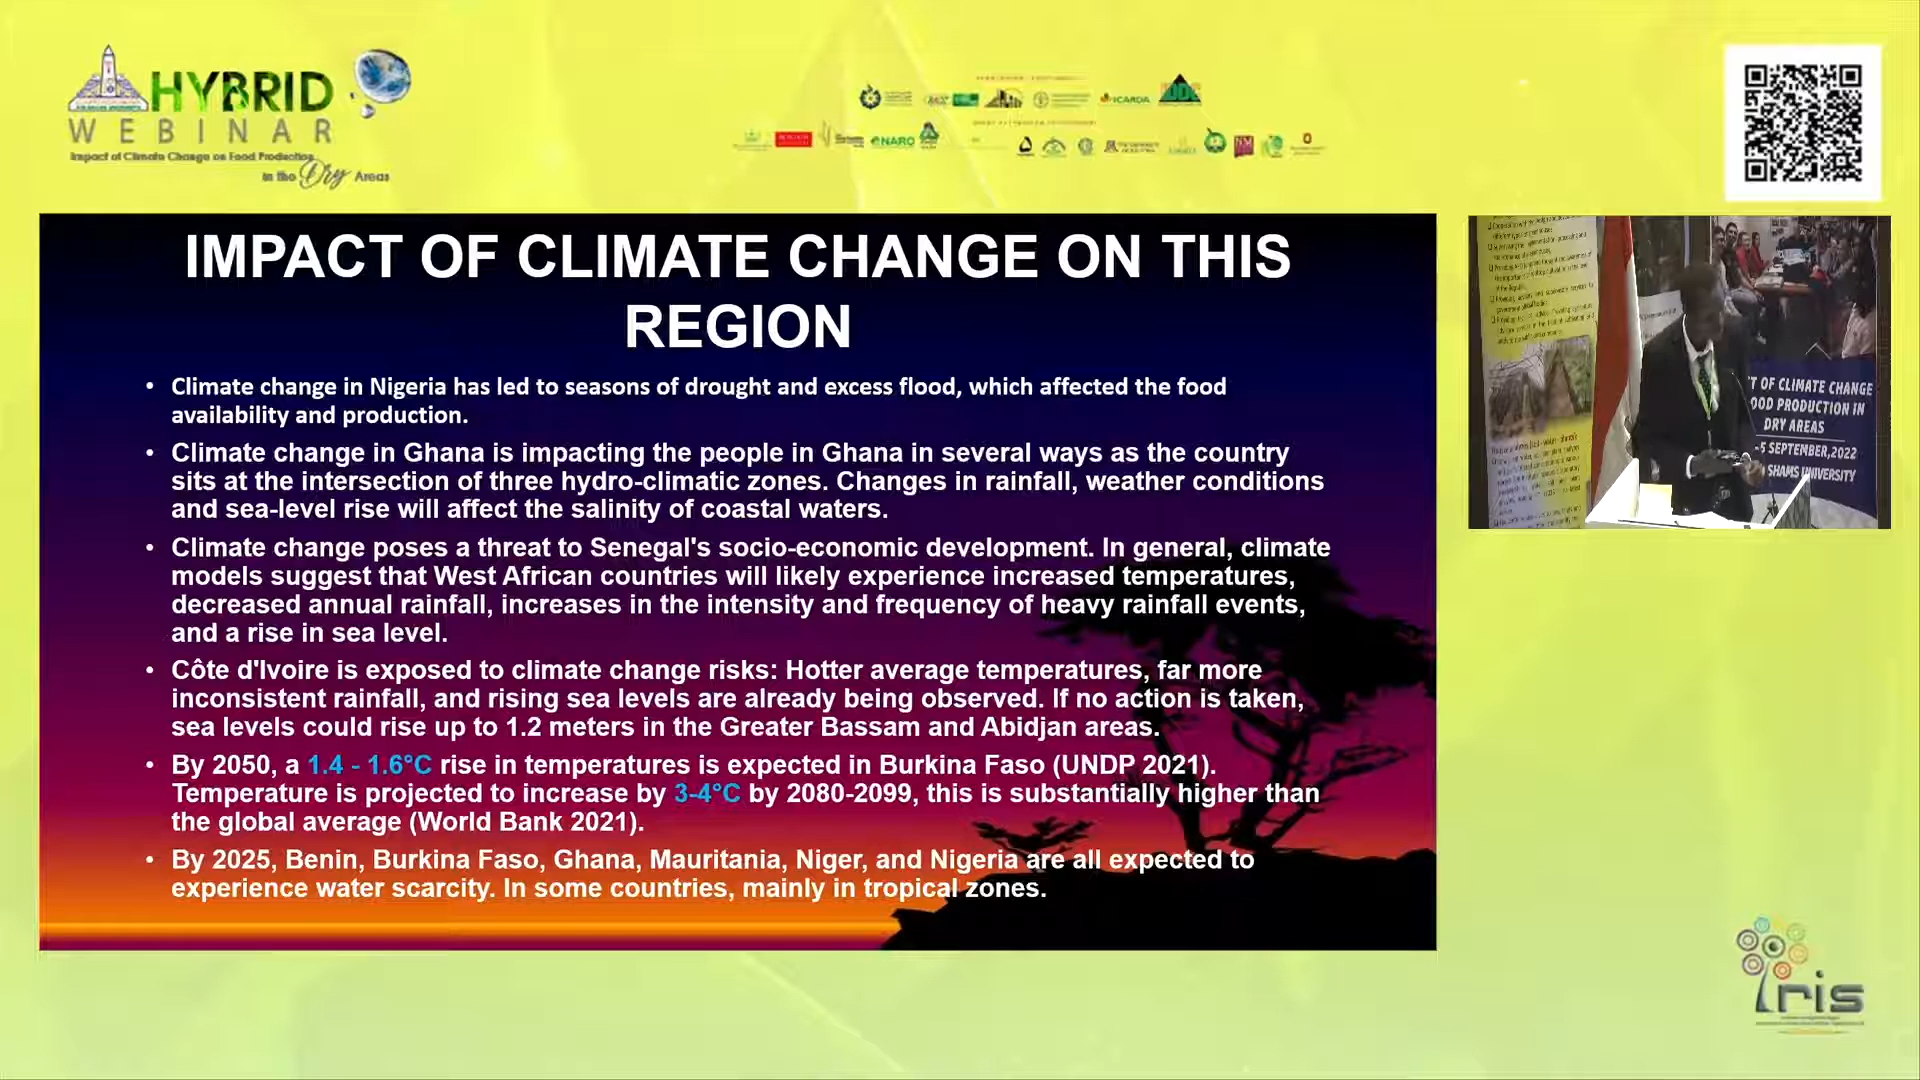 HYBRID
WEBINAR
Impact of Climate Change on Food Production
in the Dry Areas
ICARDA
NARO
IMPACT OF CLIMATE CHANGE ON THIS
REGION
• Climate change in Nigeria has led to seasons of drought and excess flood, which affected the food
availability and production.
• Climate change in Ghana is impacting the people in Ghana in several ways as the country
sits at the intersection of three hydro-climatic zones. Changes in rainfall, weather conditions
and sea-level rise will affect the salinity of coastal waters.
• Climate change poses a threat to Senegal's socio-economic development. In general, climate
models suggest that West African countries will likely experience increased temperatures,
decreased annual rainfall, increases in the intensity and frequency of heavy rainfall events,
and a rise in sea level.
• Côte d'Ivoire is exposed to climate change risks: Hotter average temperatures, far more
inconsistent rainfall, and rising sea levels are already being observed. If no action is taken,
sea levels could rise up to 1.2 meters in the Greater Bassam and Abidjan areas.
• By 2050, a 1.4 - 1.6°C rise in temperatures is expected in Burkina Faso (UNDP 2021).
Temperature is projected to increase by 3-4°C by 2080-2099, this is substantially higher than
the global average (World Bank 2021).
• By 2025, Benin, Burkina Faso, Ghana, Mauritania, Niger, and Nigeria are all expected to
experience water scarcity. In some countries, mainly in tropical zones.
T OF CLIMATE CHANGE
OOD PRODUCTION IN
DRY AREAS
-5 SEPTEMBER,2022
SHAMS UNIVERSITY
Iris